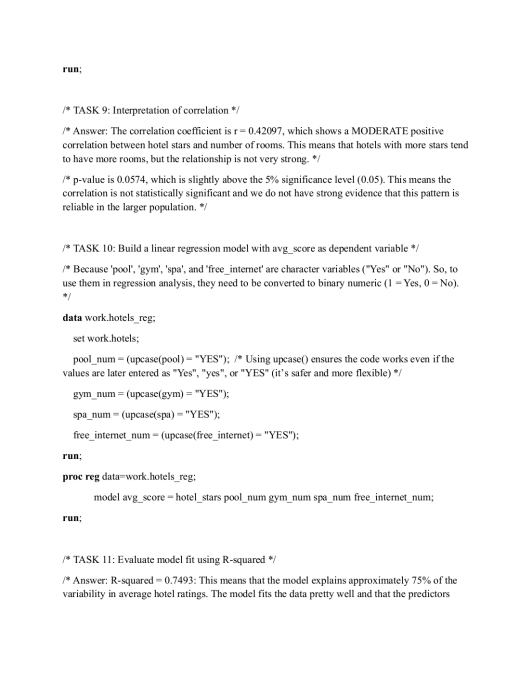 run;
/* TASK 9: Interpretation of correlation */
/* Answer: The correlation coefficient is r = 0.42097, which shows a MODERATE positive
correlation between hotel stars and number of rooms. This means that hotels with more stars tend
to have more rooms, but the relationship is not very strong. */
/* p-value is 0.0574, which is slightly above the 5% significance level (0.05). This means the
correlation is not statistically significant and we do not have strong evidence that this pattern is
reliable in the larger population. */
/* TASK 10: Build a linear regression model with avg_score as dependent variable */
/* Because 'pool', 'gym', 'spa', and 'free_internet' are character variables ("Yes" or "No"). So, to
use them in regression analysis, they need to be converted to binary numeric (1 = Yes, 0 = No).
*/
data work.hotels_reg;
set work.hotels;
pool_num = (upcase(pool) = "YES"); /* Using upcase() ensures the code works even if the
values are later entered as "Yes", "yes", or "YES" (it’s safer and more flexible) */
gym_num = (upcase(gym) = "YES");
spa_num = (upcase(spa) = "YES");
free_internet_num = (upcase(free_internet) = "YES");
run;
proc reg data=work.hotels_reg;
model avg_score = hotel_stars pool_num gym_num spa_num free_internet_num;
run;
/* TASK 11: Evaluate model fit using R-squared */
/* Answer: R-squared = 0.7493: This means that the model explains approximately 75% of the
variability in average hotel ratings. The model fits the data pretty well and that the predictors